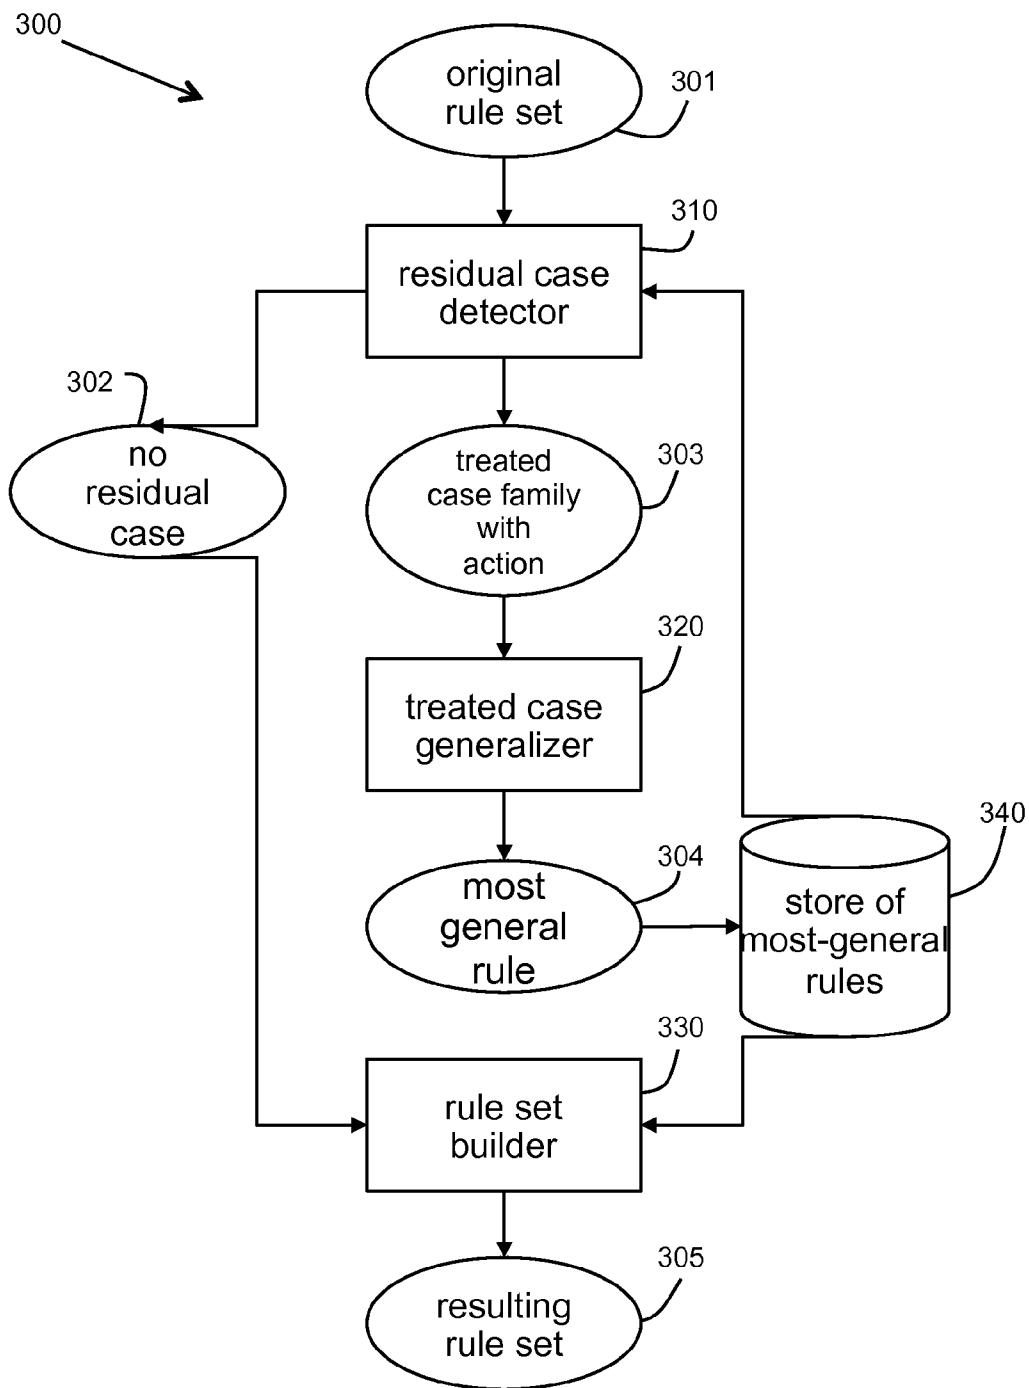 300
original
rule set
301
310
residual case
detector
302
no
residual
case
treated
case family
with
action
303
320
treated case
generalizer
304
most
general
rule
340
store of
most-general
rules
330
rule set
builder
305
resulting
rule set